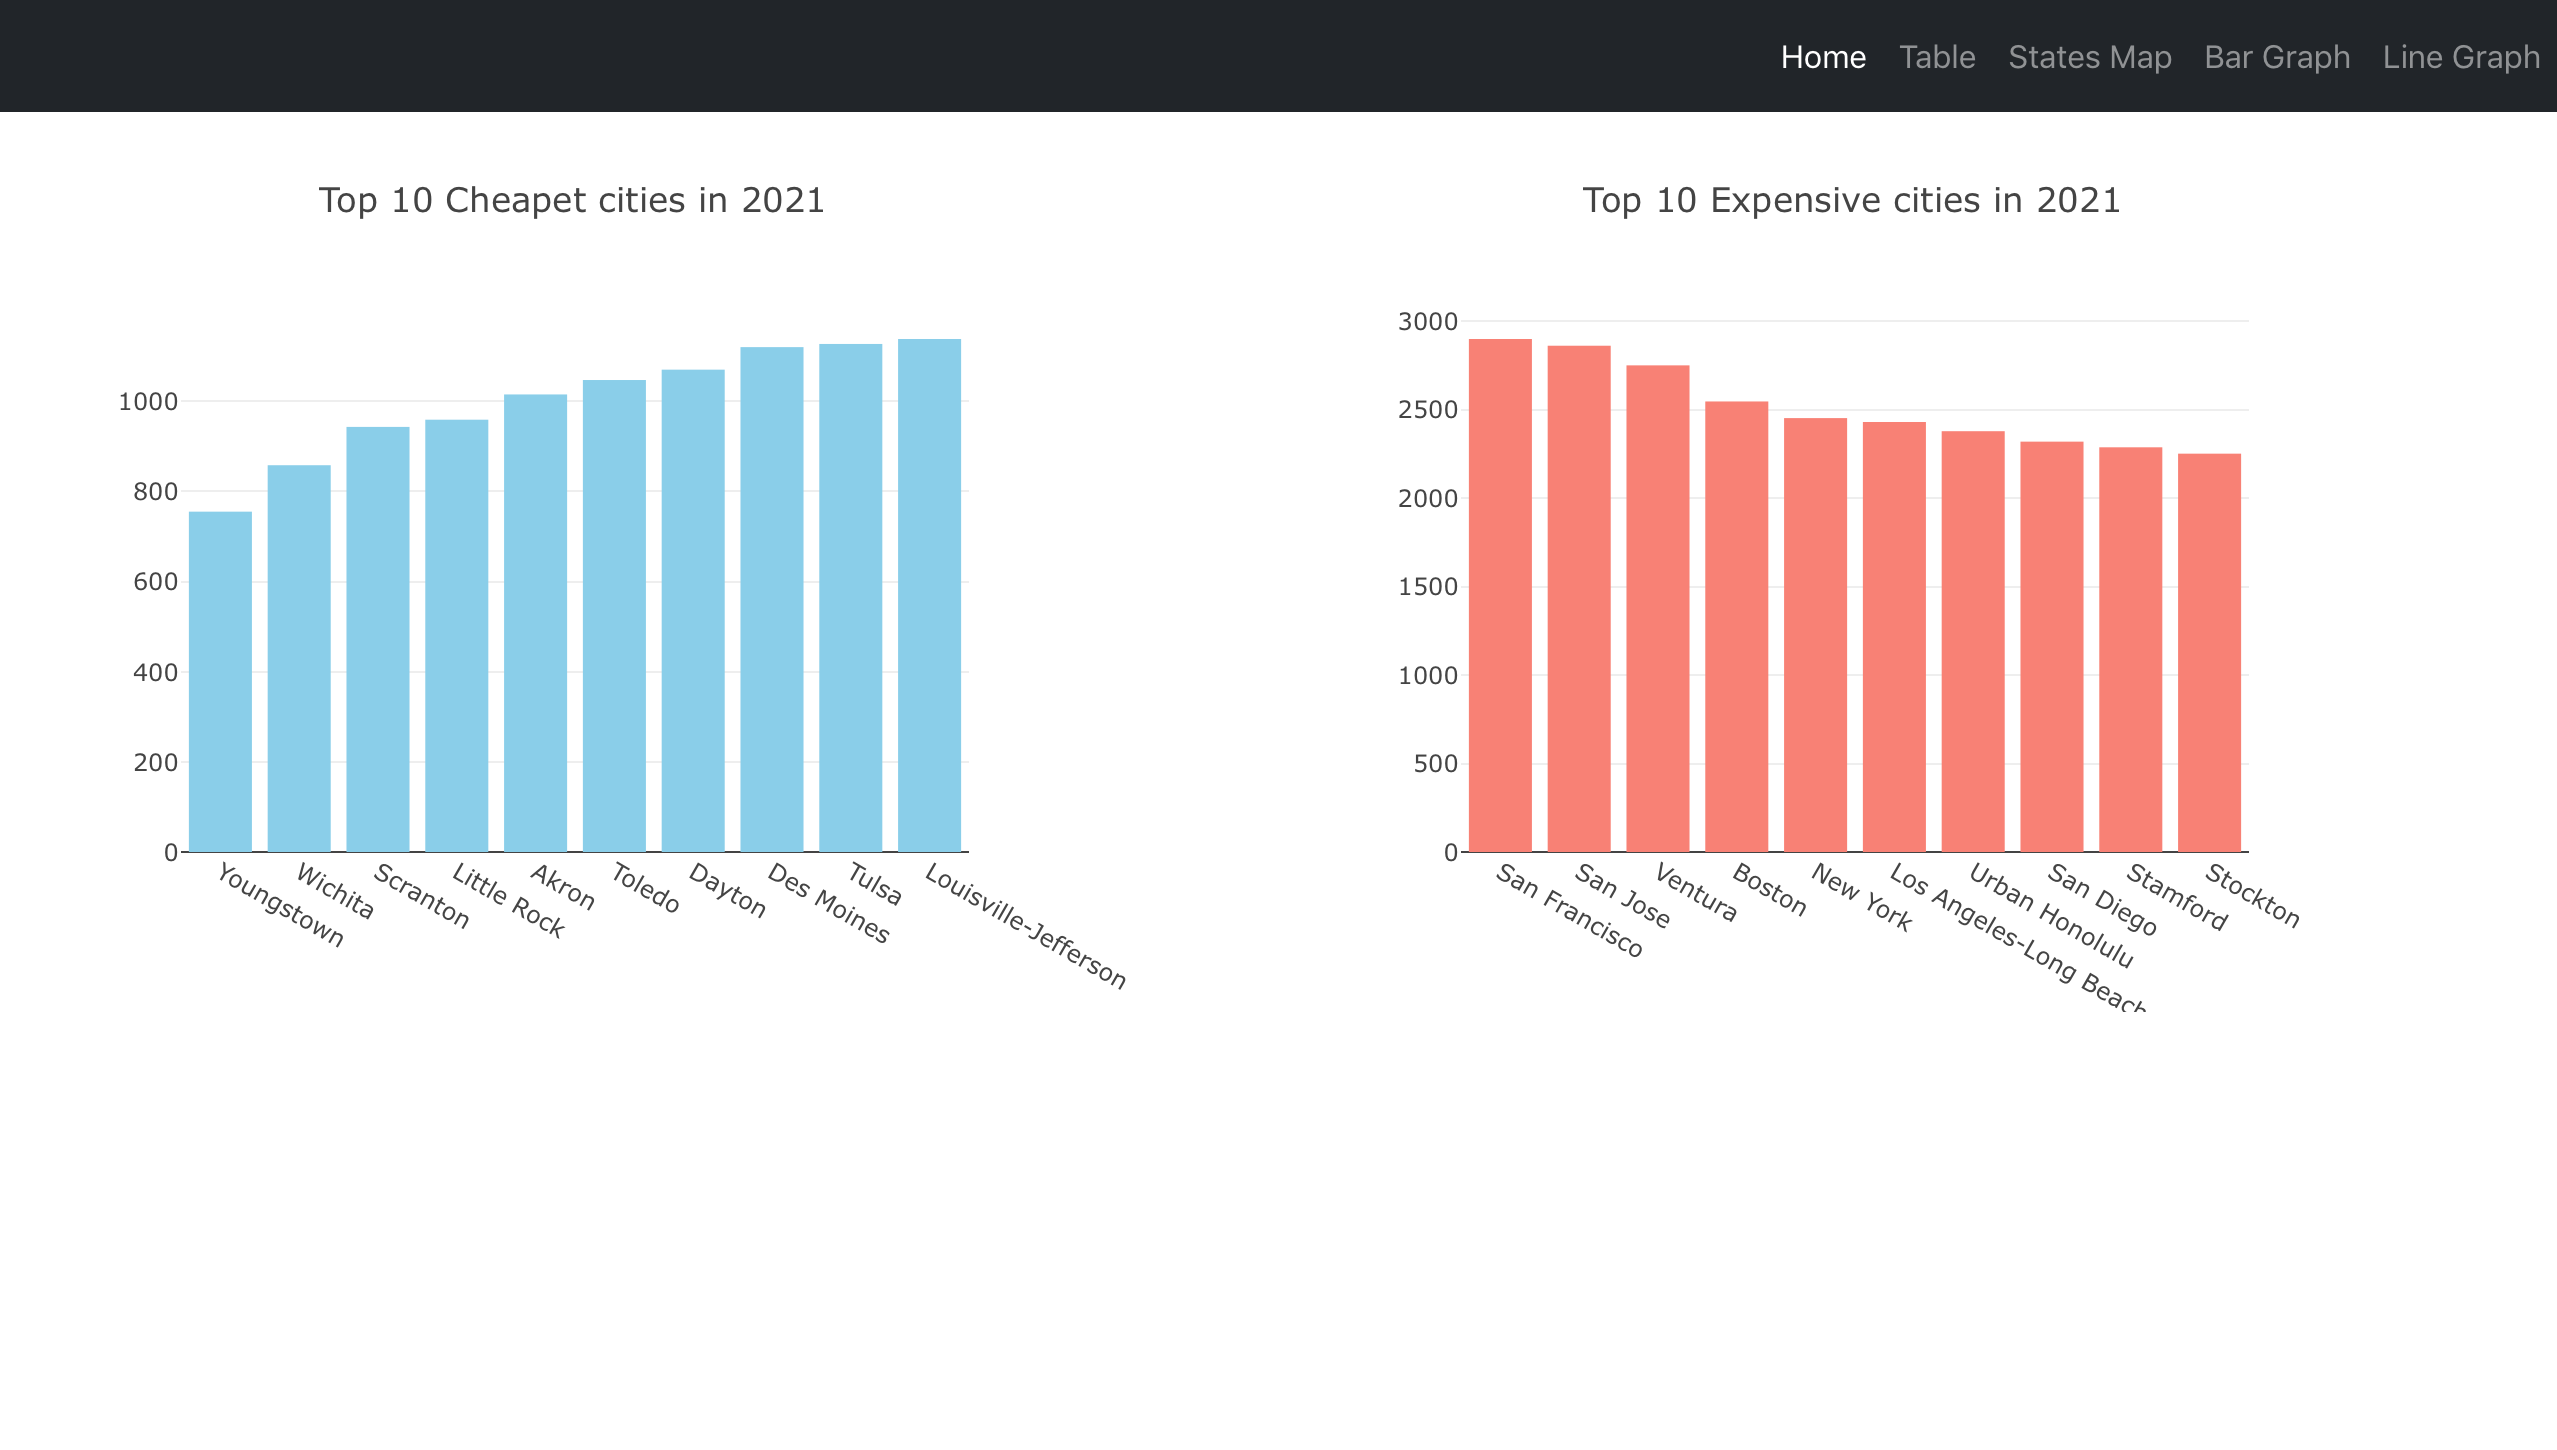 Home Table States Map Bar Graph Line Graph
Top 10 Cheapet cities in 2021
1000
800
600
400
200
0
Youngstown
Wichita
Scranton
Little Rock
Akron
Toledo
Dayton
Des Moines
Tulsa
Louisville-Jefferson
Top 10 Expensive cities in 2021
3000
2500
2000
1500
1000
500
0
San Francisco
San Jose
Ventura
Boston
New York
Los Angeles-Long Beach
Urban Honolulu
San Diego
Stamford
Stockton